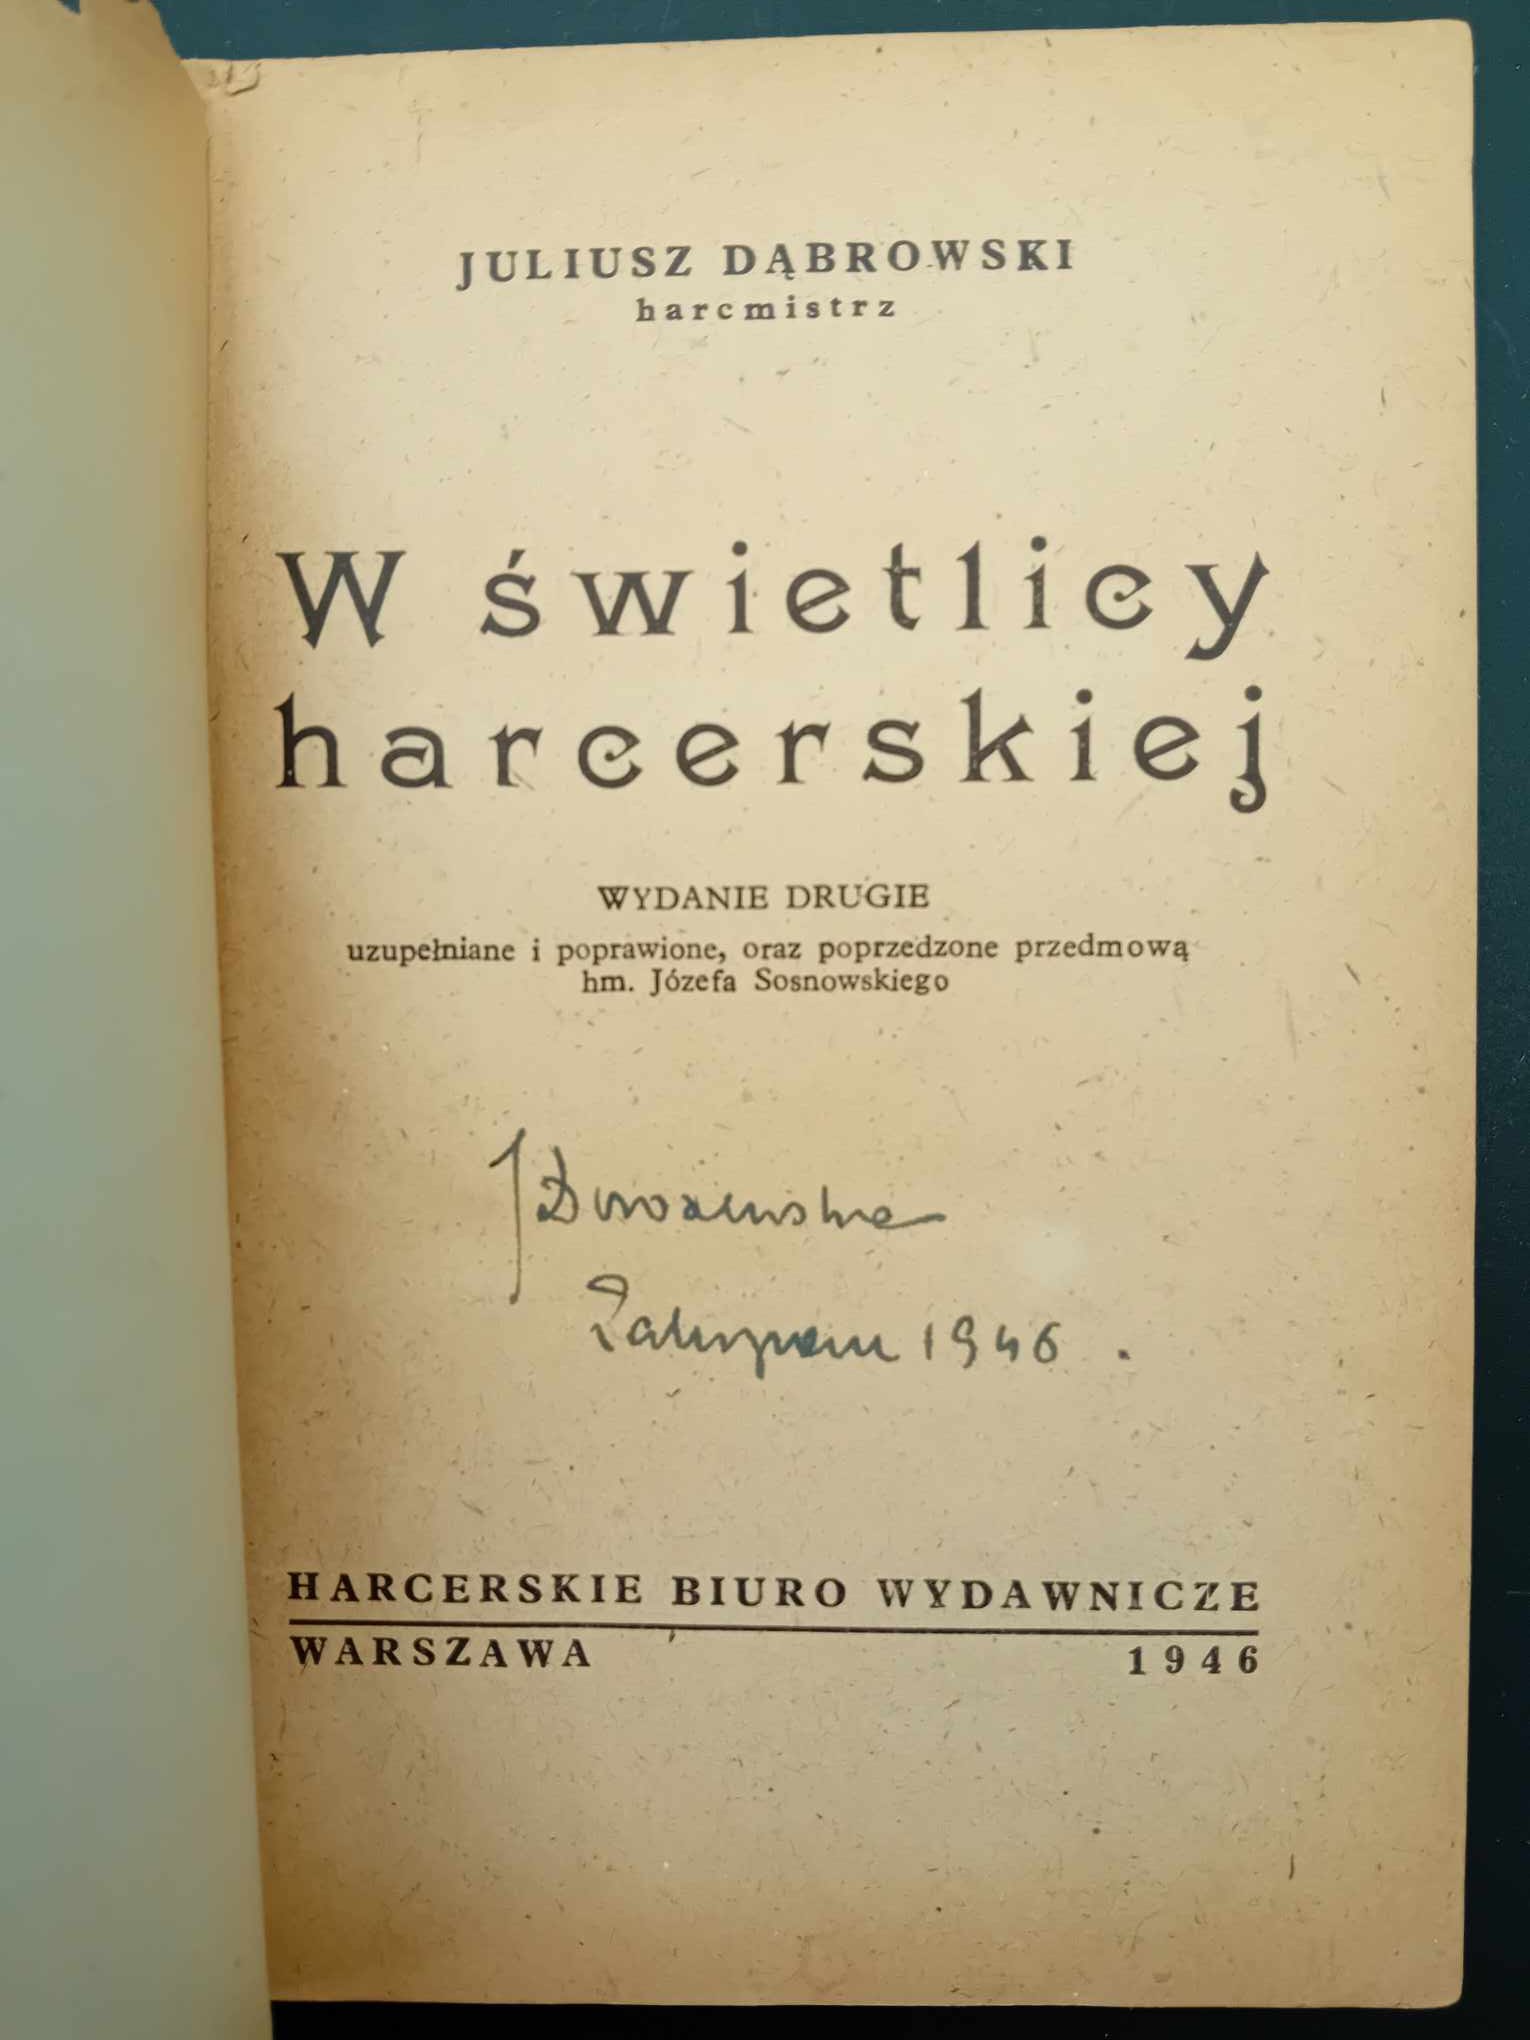 JULIUSZ DĄBROWSKI
harcmistrz
W świetlicy
harcerskiej
WYDANIE DRUGIE
uzupełniane i poprawione, oraz poprzedzone przedmową
hm. Józefa Sosnowskiego
1946
HARCERSKIE BIURO WYDAWNICZE
WARSZAWA 1946